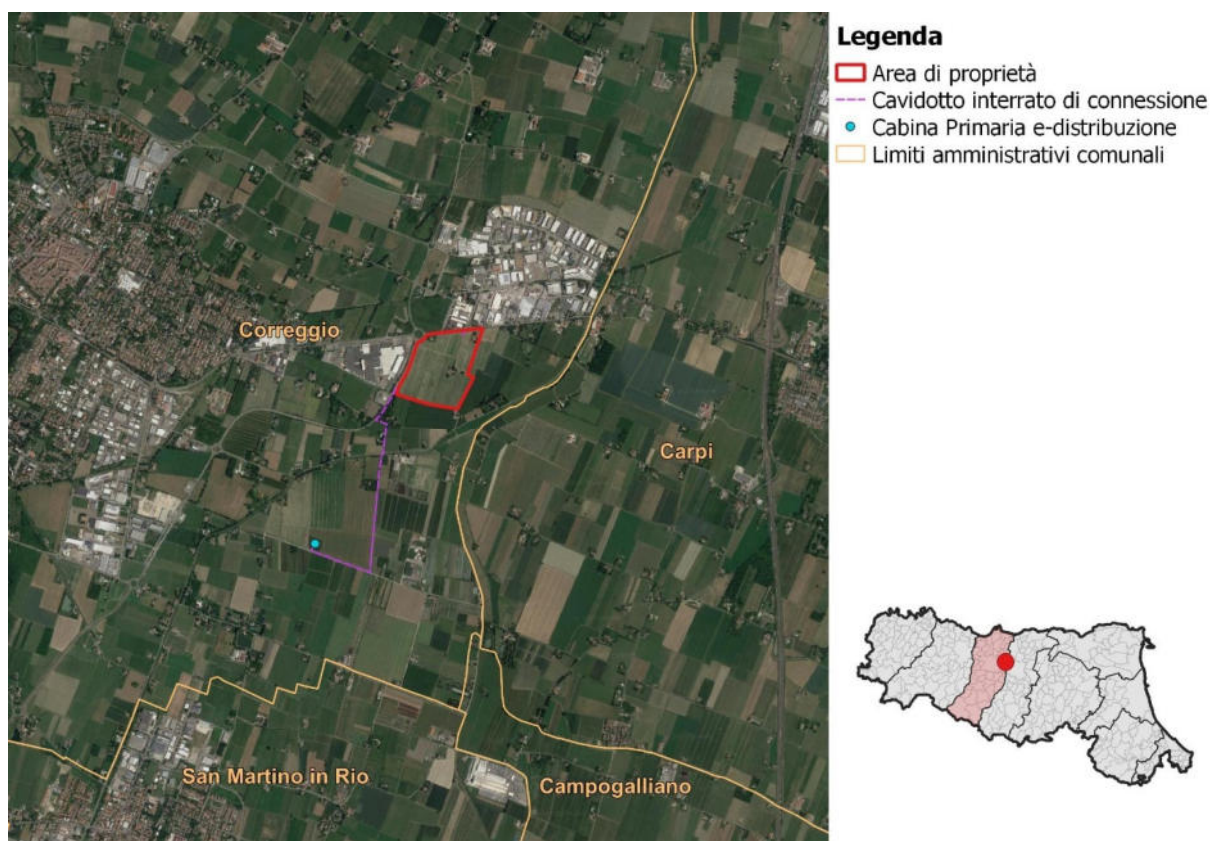 Legenda
Area di proprietà
Cavidotto interrato di connessione
Cabina Primaria e-distribuzione
Limiti amministrativi comunali
Correggio
Carpi
San Martino in Rio
Campogalliano